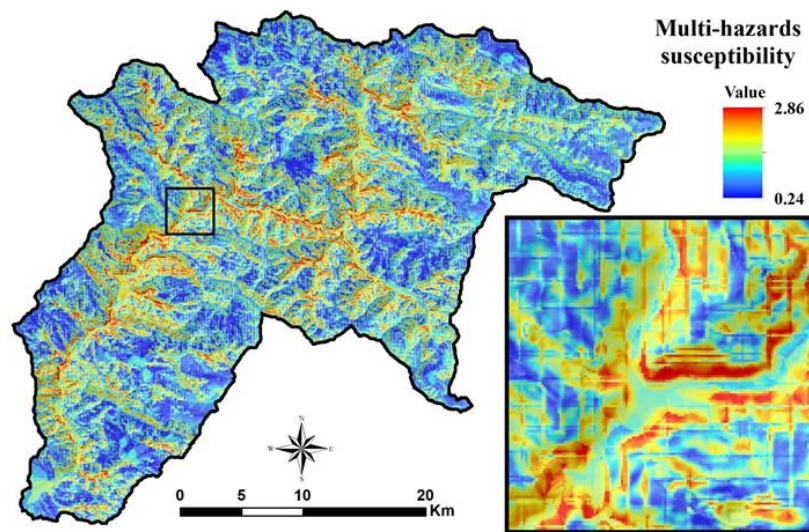 Multi-hazards
susceptibility
Value
2.86
0.24
N
W E
S
0 5 10 20
Km